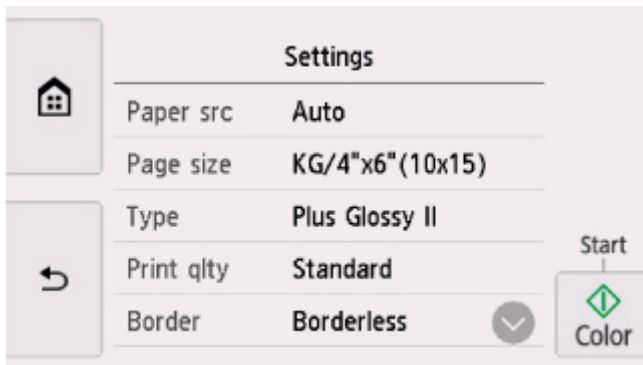 Settings
Paper src Auto
Page size KG/4"x6"(10x15)
Type Plus Glossy II
Print qlty Standard
Border Borderless
Start
Color